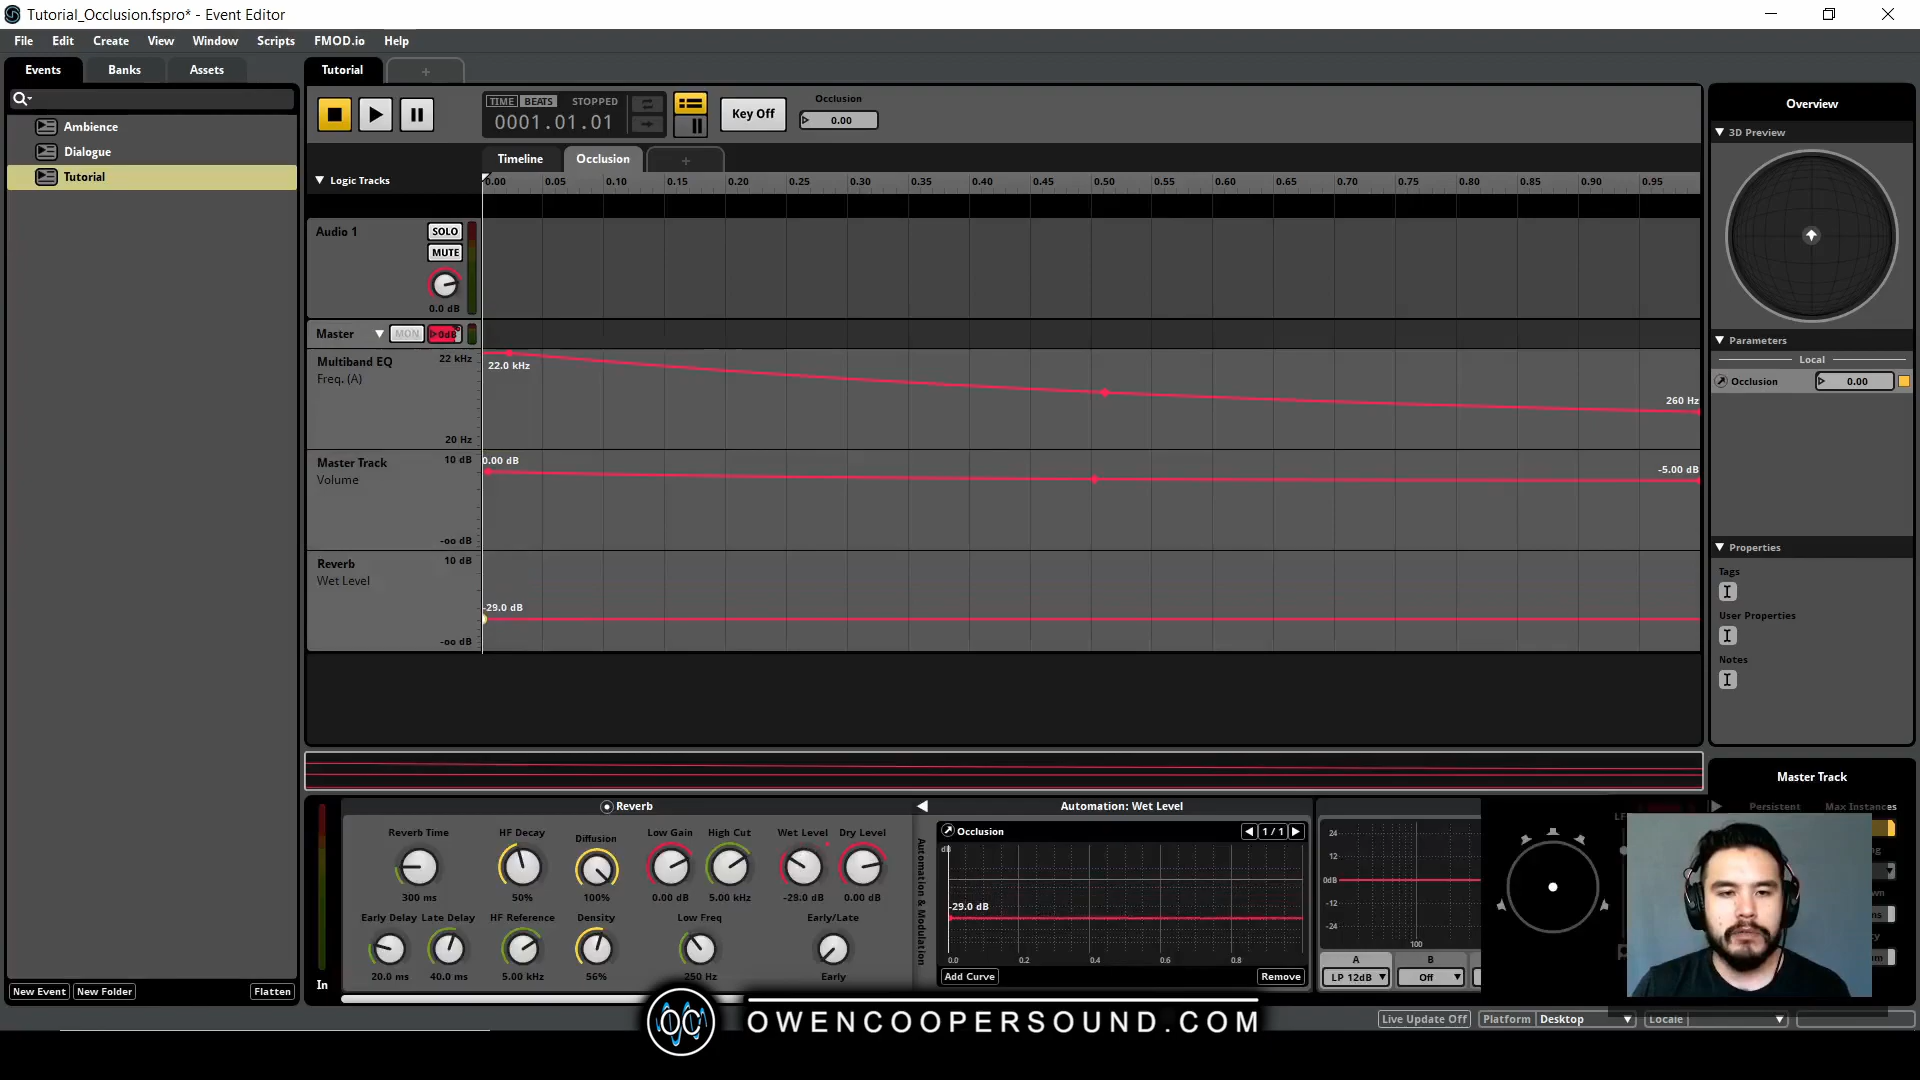 Tutorial_Occlusion.fspro* - Event Editor
File Edit Create View Window Scripts FMOD.io Help
Events Banks Assets
Tutorial +
Ambience
Dialogue
Tutorial
TIME BEATS STOPPED
0001.01.01
Key Off
Occlusion
0.00
Timeline Occlusion +
Logic Tracks
0.00 0.05 0.10 0.15 0.20 0.25 0.30 0.35 0.40 0.45 0.50 0.55 0.60 0.65 0.70 0.75 0.80 0.85 0.90 0.95
Audio 1 SOLO
MUTE
0.0 dB
Master MON 0dB
Multiband EQ 22 kHz
Freq. (A)
22.0 kHz
260 Hz
20 Hz
Master Track 10 dB
Volume
0.00 dB
-5.00 dB
-oo dB
Reverb 10 dB
Wet Level
-29.0 dB
-oo dB
Overview
3D Preview
Parameters
Local
Occlusion 0.00
Properties
Tags
User Properties
Notes
Master Track
Persistent Max Instances
Reverb
Reverb Time HF Decay Diffusion Low Gain High Cut Wet Level Dry Level
300 ms 50% 100% 0.00 dB 5.00 kHz -28.0 dB 0.00 dB
Early Delay Late Delay HF Reference Density Low Freq Early/Late
20.0 ms 40.0 ms 5.00 kHz 56% 250 Hz Early
In
Automation & Modulation
Automation: Wet Level
Occlusion 1 / 1
dB
-29.0 dB
0.0 0.2 0.4 0.6 0.8
Add Curve Remove
24
12
0dB
-12
-24
100
A B
LP 12dB Off
New Event New Folder Flatten
OC
OWENCOOPERSOUND.COM
Live Update Off Platform Desktop Locale